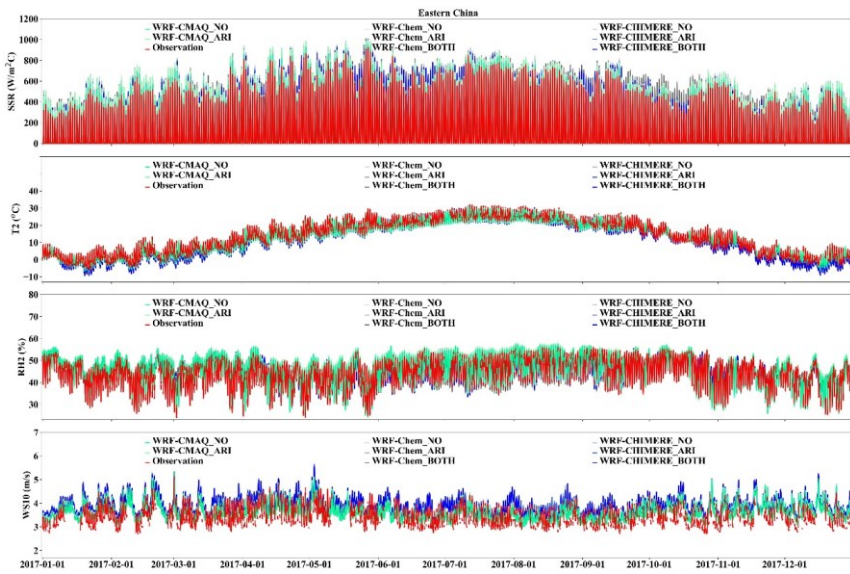 Eastern China
WRF-CMAQ_NO WRF-Chem_NO WRF-CHIMERE_NO
WRF-CMAQ_ARI WRF-Chem_ARI WRF-CHIMERE_ARI
Observation WRF-Chem_BOTH WRF-CHIMERE_BOTH
SSR (W/m²C)
1200
1000
800
600
400
200
0
WRF-CMAQ_NO WRF-Chem_NO WRF-CHIMERE_NO
WRF-CMAQ_ARI WRF-Chem_ARI WRF-CHIMERE_ARI
Observation WRF-Chem_BOTH WRF-CHIMERE_BOTH
T2 (°C)
40
30
20
10
0
−10
WRF-CMAQ_NO WRF-Chem_NO WRF-CHIMERE_NO
WRF-CMAQ_ARI WRF-Chem_ARI WRF-CHIMERE_ARI
Observation WRF-Chem_BOTH WRF-CHIMERE_BOTH
RH2 (%)
80
70
60
50
40
30
WRF-CMAQ_NO WRF-Chem_NO WRF-CHIMERE_NO
WRF-CMAQ_ARI WRF-Chem_ARI WRF-CHIMERE_ARI
Observation WRF-Chem_BOTH WRF-CHIMERE_BOTH
WS10 (m/s)
7
6
5
4
3
2
2017-01-01 2017-02-01 2017-03-01 2017-04-01 2017-05-01 2017-06-01 2017-07-01 2017-08-01 2017-09-01 2017-10-01 2017-11-01 2017-12-01